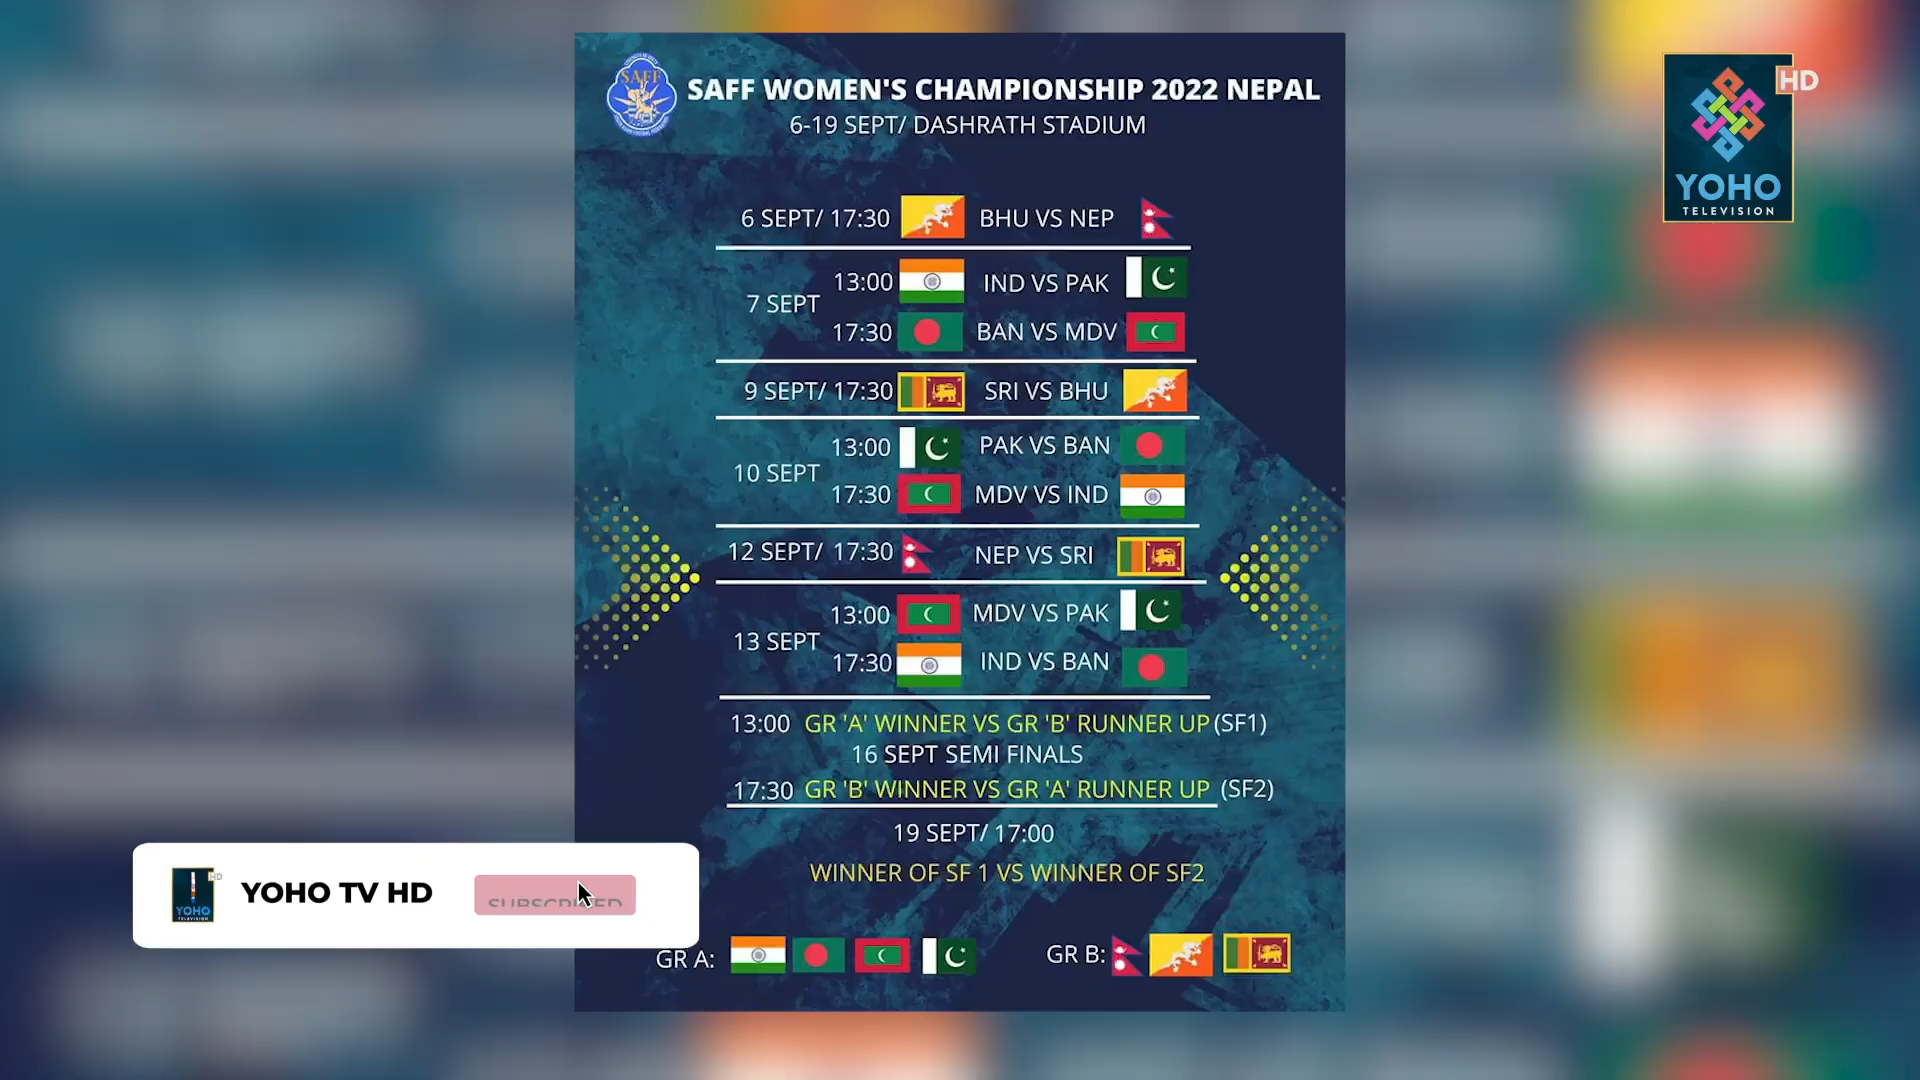 SAFF
SAFF WOMEN'S CHAMPIONSHIP 2022 NEPAL
6-19 SEPT/ DASHRATH STADIUM
HD
YOHO
TELEVISION
6 SEPT/ 17:30 BHU VS NEP
7 SEPT
13:00 IND VS PAK
17:30 BAN VS MDV
9 SEPT/ 17:30 SRI VS BHU
10 SEPT
13:00 PAK VS BAN
17:30 MDV VS IND
12 SEPT/ 17:30 NEP VS SRI
13 SEPT
13:00 MDV VS PAK
17:30 IND VS BAN
13:00 GR 'A' WINNER VS GR 'B' RUNNER UP (SF1)
16 SEPT SEMI FINALS
17:30 GR 'B' WINNER VS GR 'A' RUNNER UP (SF2)
19 SEPT/ 17:00
WINNER OF SF 1 VS WINNER OF SF2
HD
YOHO
TELEVISION
YOHO TV HD
SUBSCRIBED
GR A:
GR B: